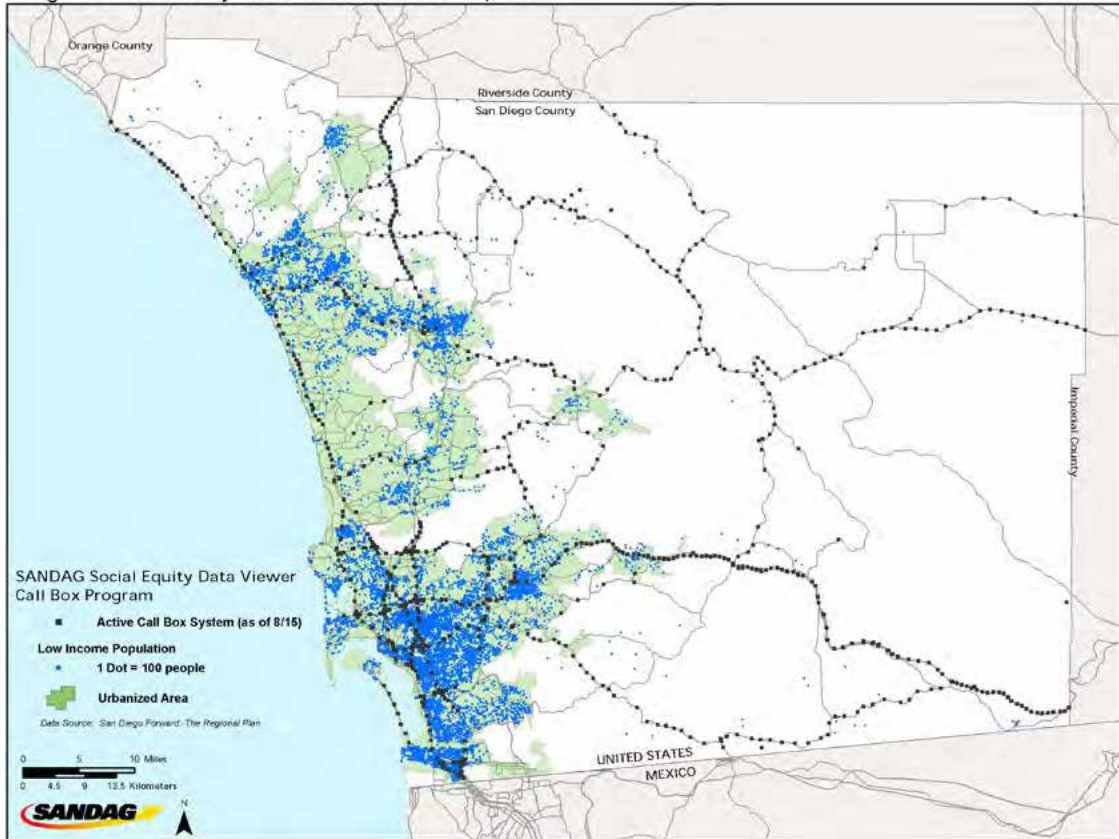 Orange County
Riverside County
San Diego County
Imperial County
SANDAG Social Equity Data Viewer
Call Box Program
Active Call Box System (as of 8/15)
Low Income Population
1 Dot = 100 people
Urbanized Area
Data Source: San Diego Forward: The Regional Plan
0 5 10 Miles
0 4.5 9 13.5 Kilometers
SANDAG
N
UNITED STATES
MEXICO